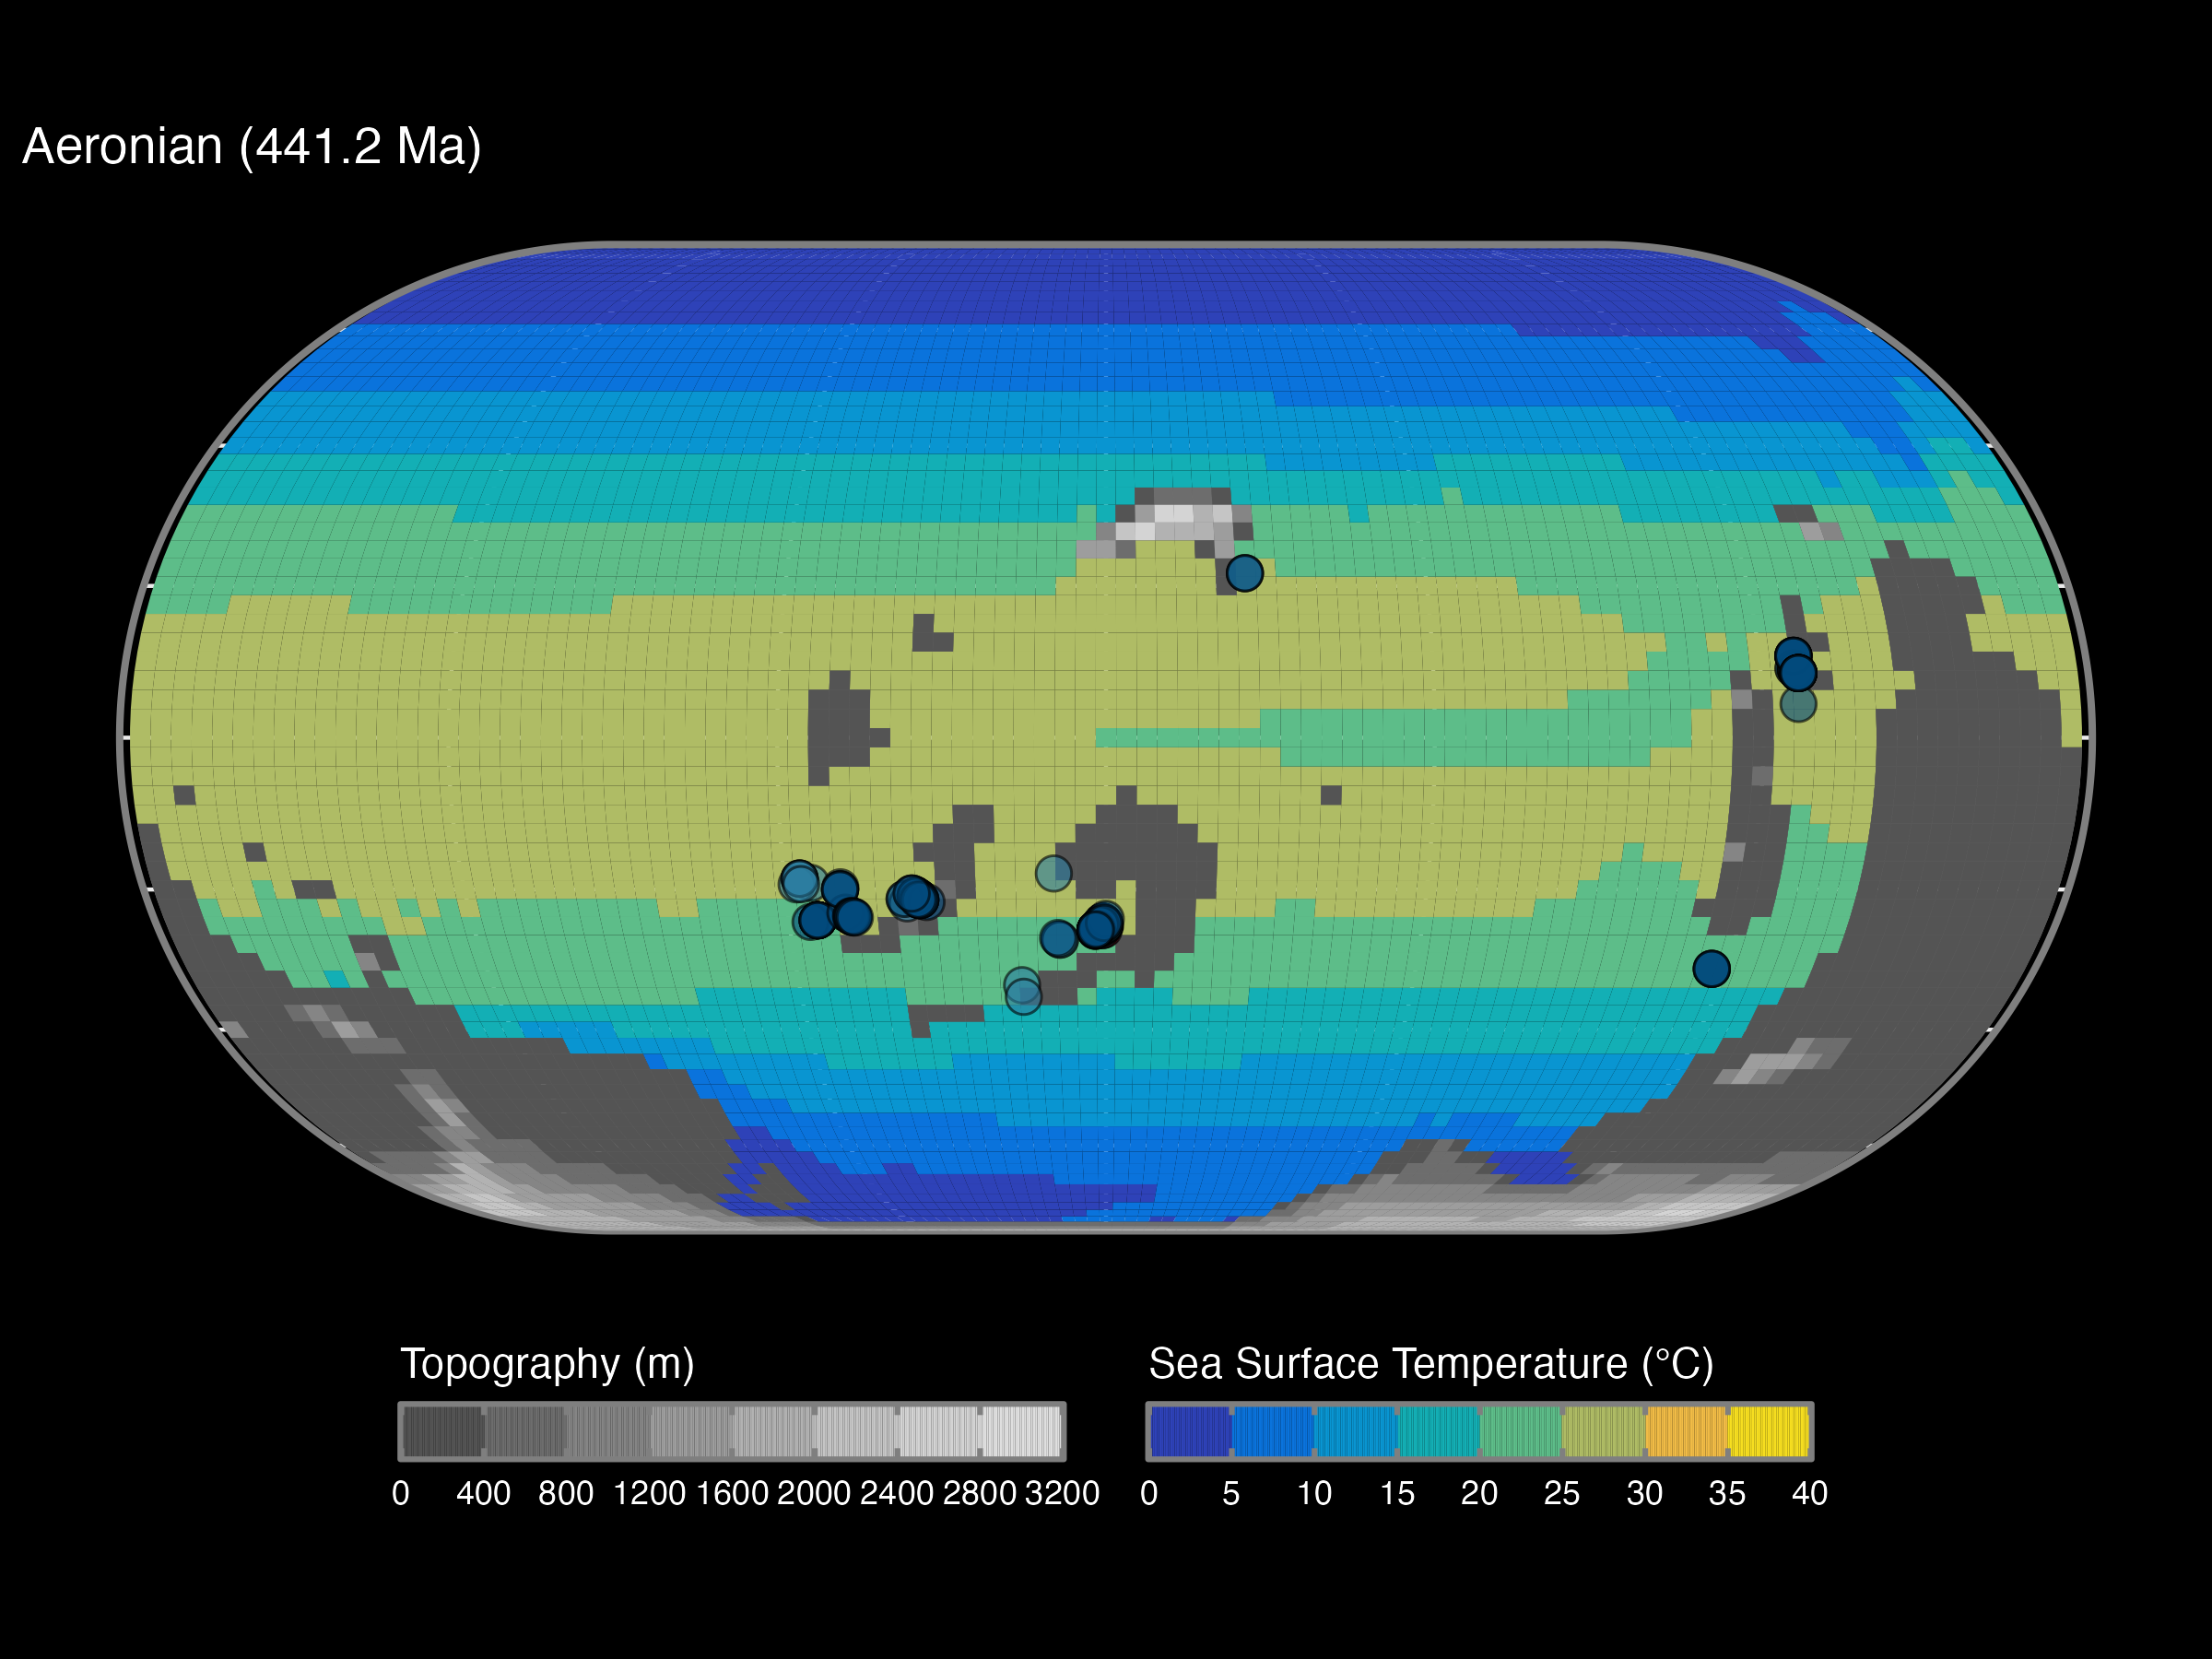 Aeronian (441.2 Ma)
Topography (m)
0 400 800 1200 1600 2000 2400 2800 3200
Sea Surface Temperature (°C)
0 5 10 15 20 25 30 35 40